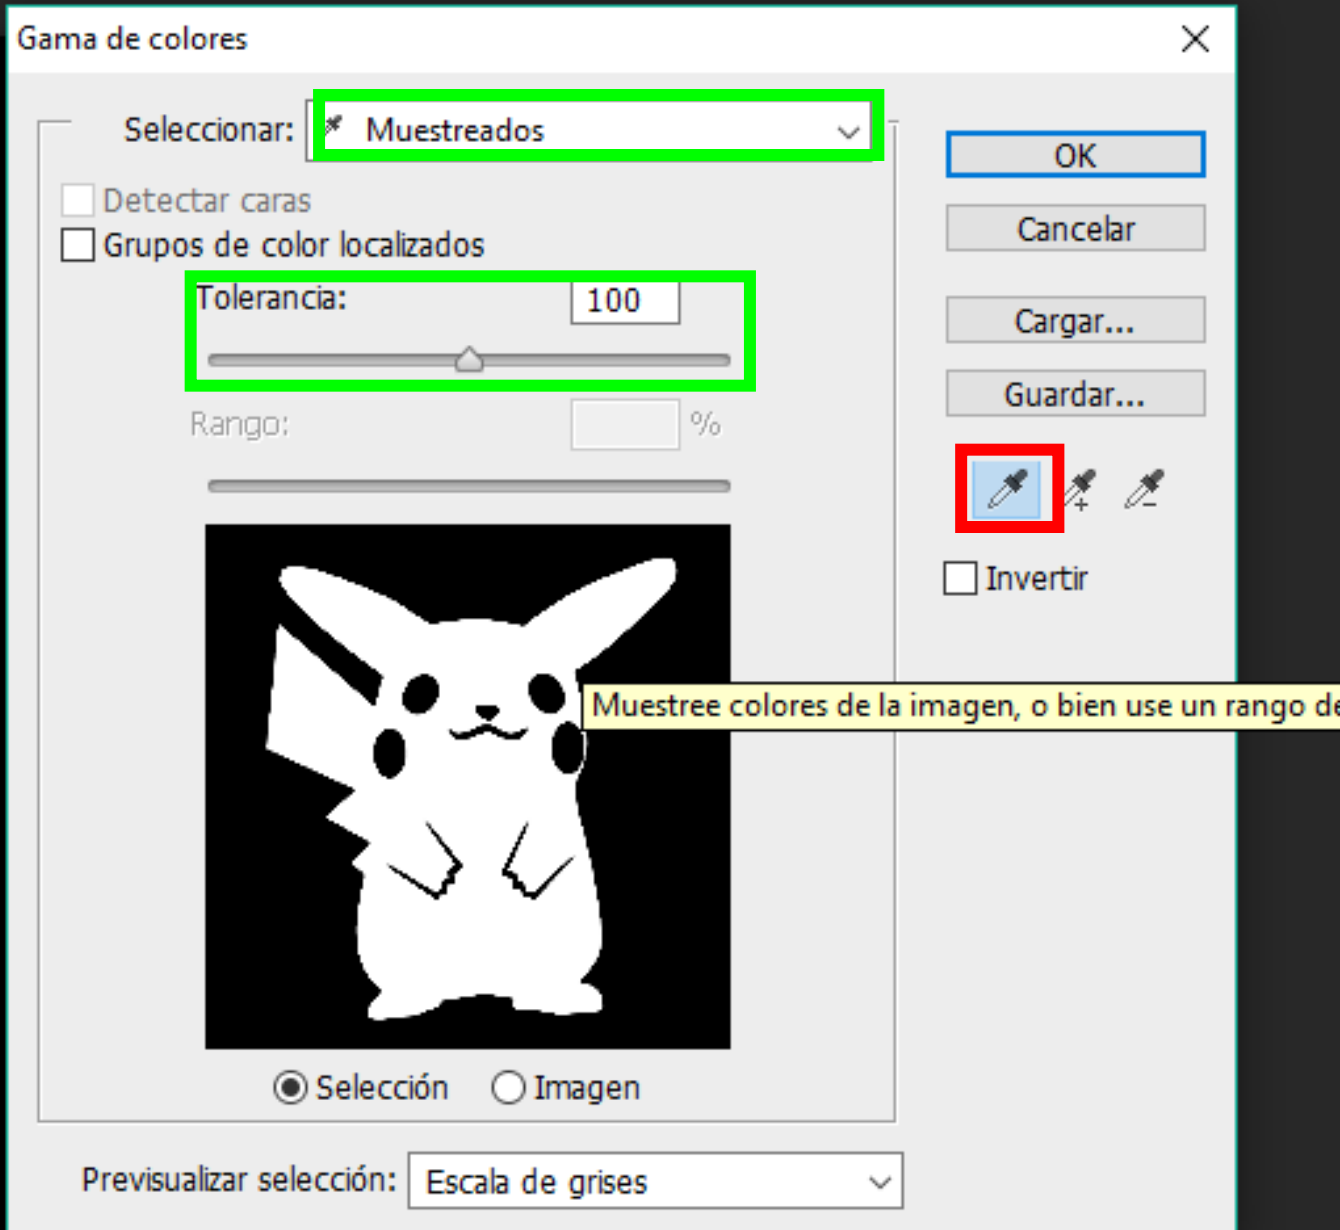 Gama de colores
Seleccionar: Muestreados
OK
Detectar caras
Cancelar
Grupos de color localizados
Tolerancia: 100
Cargar...
Guardar...
Rango: %
Invertir
Muestree colores de la imagen, o bien use un rango de
Selección Imagen
Previsualizar selección: Escala de grises